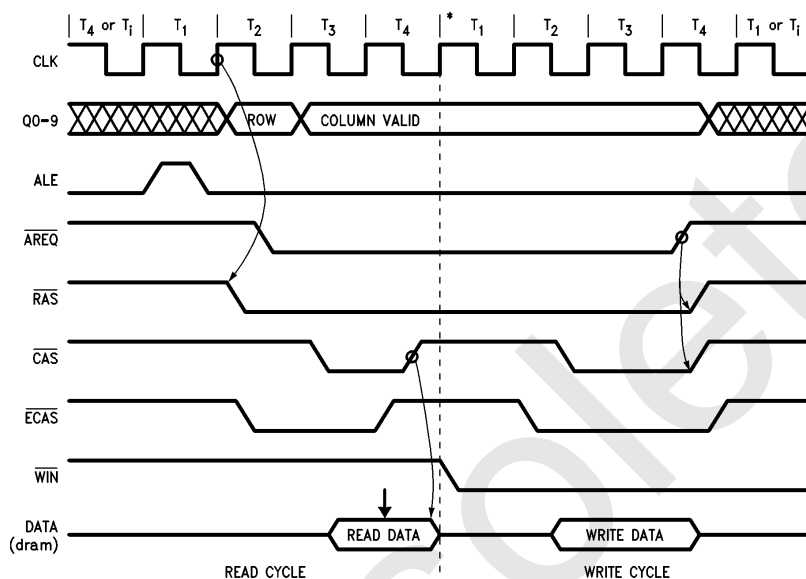 T4 or Ti T1 T2 T3 T4 * T1 T2 T3 T4 T1 or Ti
CLK
Q0-9 ROW COLUMN VALID
ALE
AREQ
RAS
CAS
ECAS
WIN
DATA READ DATA WRITE DATA
(dram)
READ CYCLE WRITE CYCLE